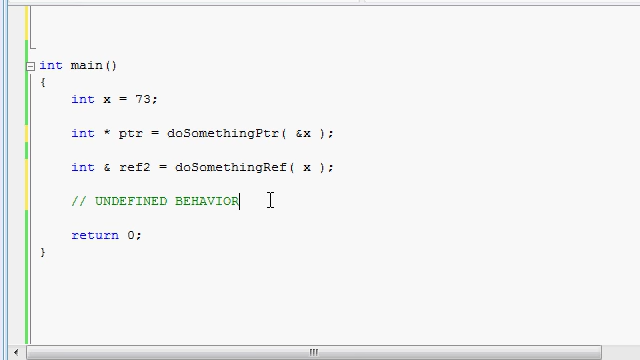 int main()
{
int x = 73;
int * ptr = doSomethingPtr( &x );
int & ref2 = doSomethingRef( x );
// UNDEFINED BEHAVIOR
return 0;
}